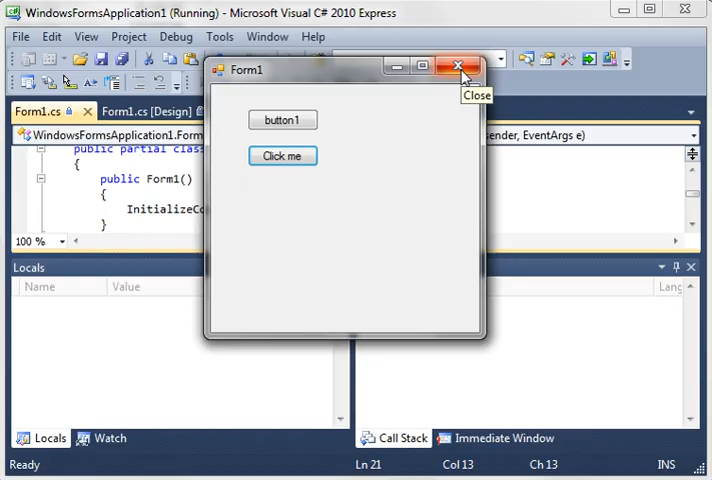 WindowsFormsApplication1 (Running) - Microsoft Visual C# 2010 Express
File Edit View Project Debug Tools Window Help
Form1
Close
Form1.cs Form1.cs [Design]
button1
WindowsFormsApplication1.Form sender, EventArgs e)
public partial class
{
Click me
public Form1()
{
InitializeCo
}
100 %
Locals
Name Value Lang
Locals Watch Call Stack Immediate Window
Ready Ln 21 Col 13 Ch 13 INS